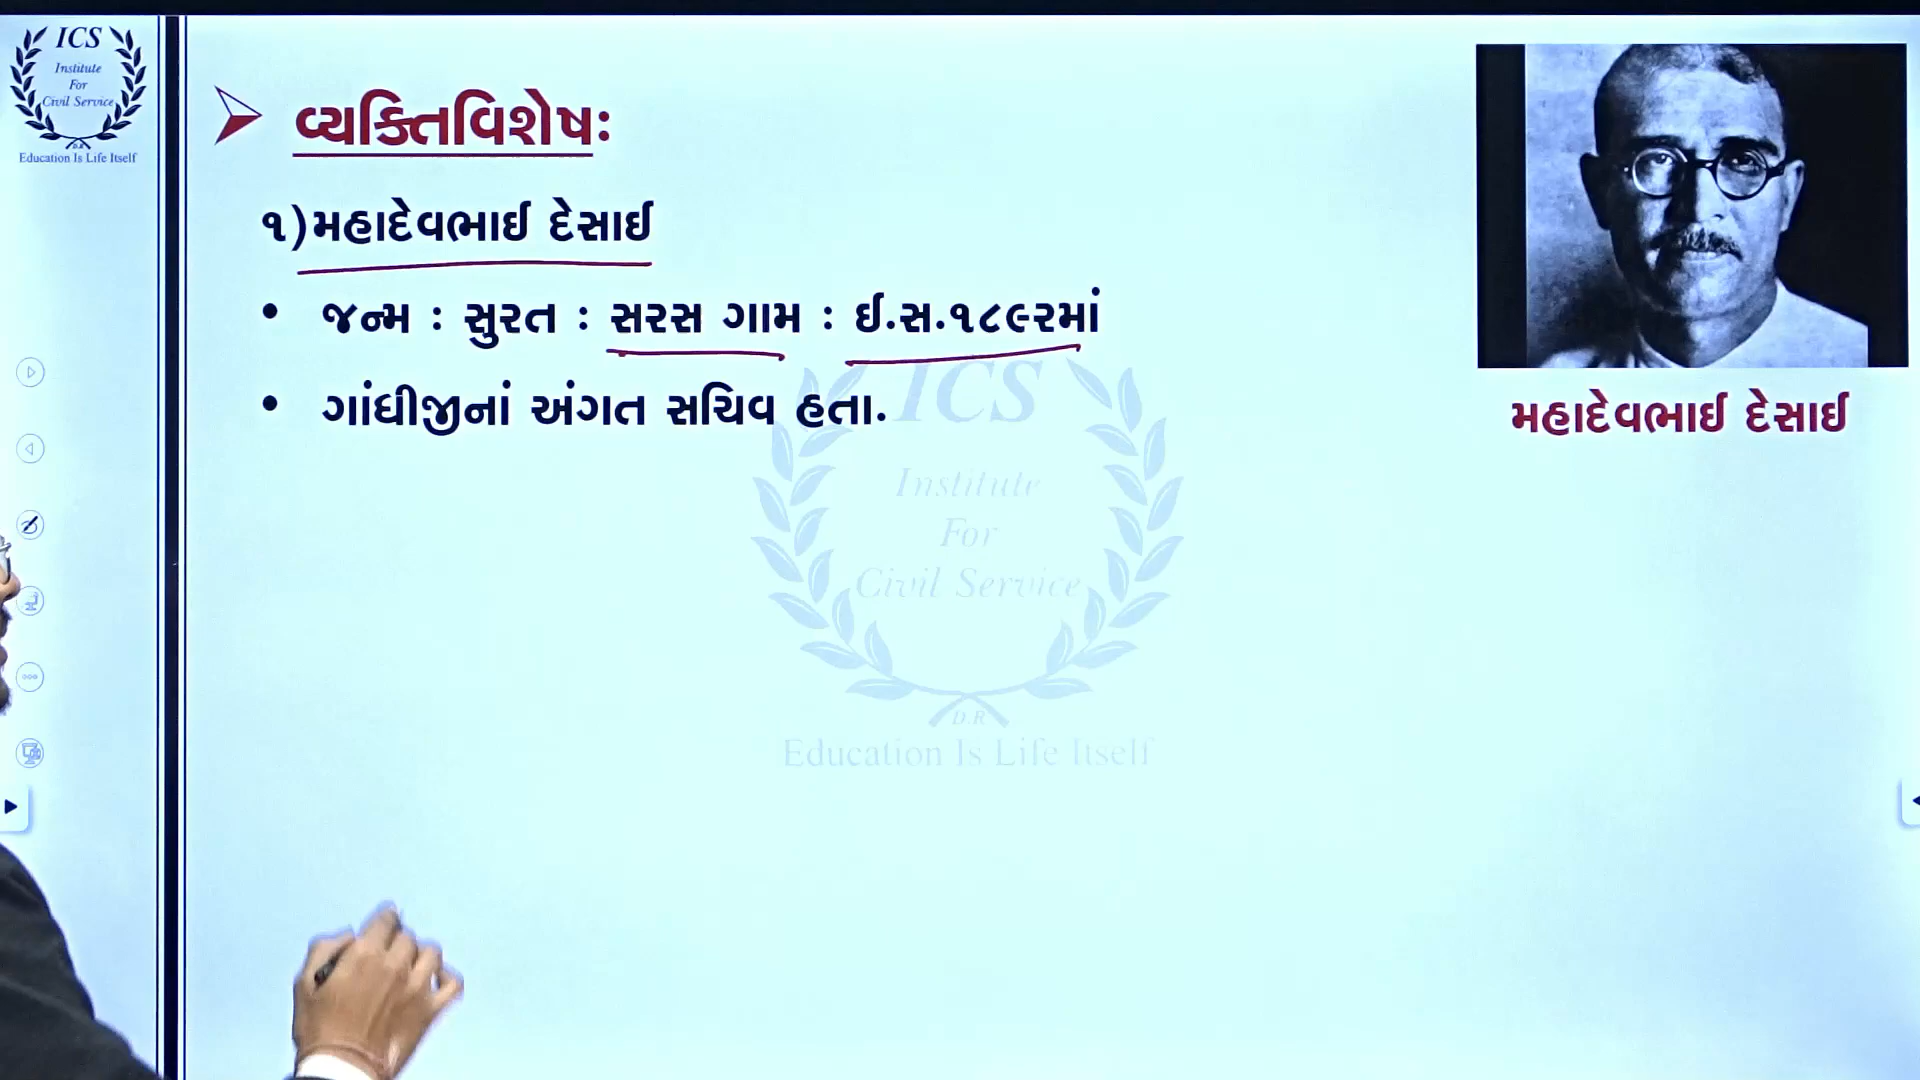 ICS
Institute
For
Civil Service
D.R
Education Is Life Itself
વ્યક્તિવિશેષઃ
૧)મહાદેવભાઈ દેસાઈ
• જન્મ : સુરત : સરસ ગામ : ઈ.સ.૧૮૯૨માં
• ગાંધીજીનાં અંગત સચિવ હતા.
મહાદેવભાઈ દેસાઈ
ICS
Institute
For
Civil Service
D.R
Education Is Life Itself